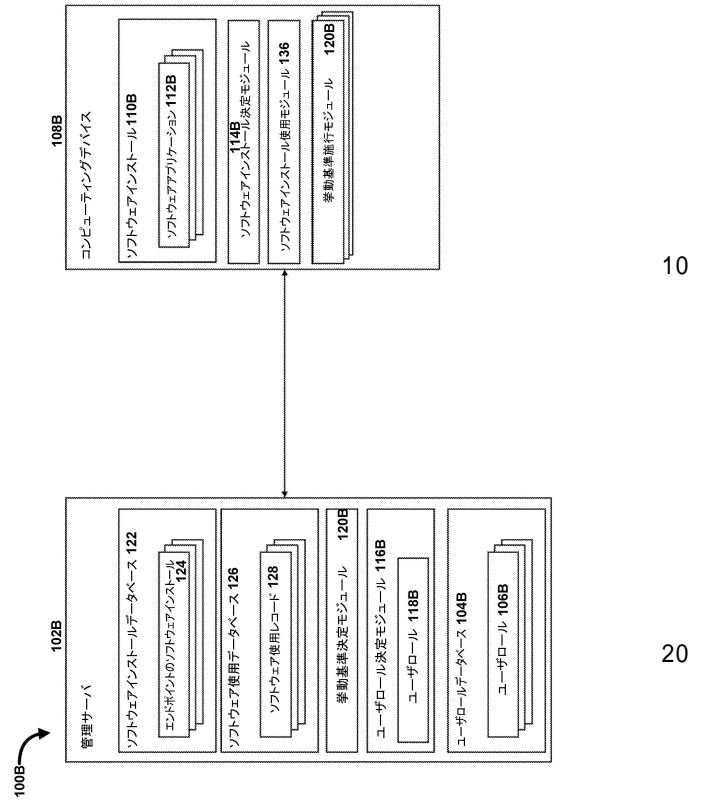 100B
102B
管理サーバ
ソフトウェアインストールデータベース 122
エンドポイントのソフトウェアインストール
124
ソフトウェア使用データベース 126
ソフトウェア使用レコード 128
挙動基準決定モジュール 120B
ユーザロール決定モジュール 116B
ユーザロール 118B
ユーザロールデータベース 104B
ユーザロール 106B
108B
コンピューティングデバイス
ソフトウェアインストール 110B
ソフトウェアアプリケーション 112B
114B
ソフトウェアインストール決定モジュール
ソフトウェアインストール使用モジュール 136
挙動基準施行モジュール 120B
10
20